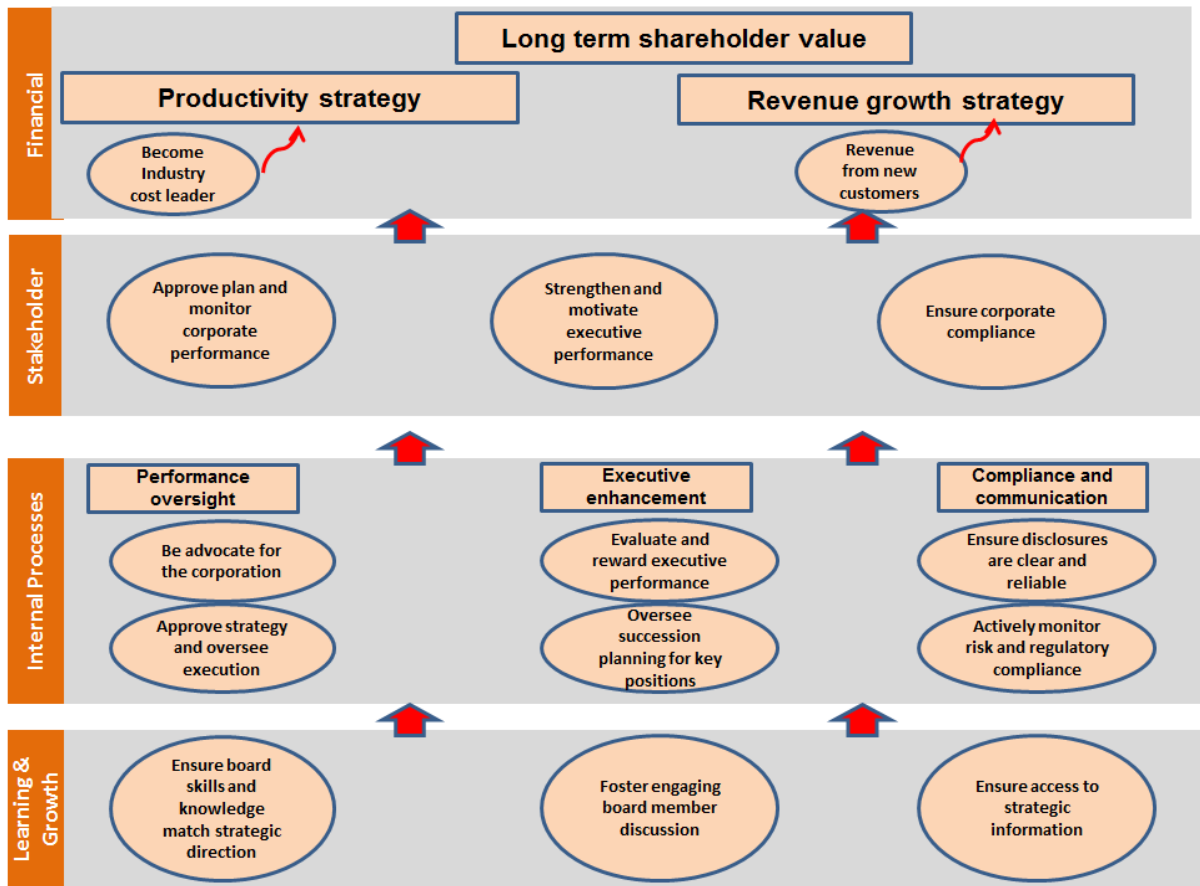 Financial
Long term shareholder value
Productivity strategy
Revenue growth strategy
Become
Industry
cost leader
Revenue
from new
customers
Stakeholder
Approve plan and
monitor
corporate
performance
Strengthen and
motivate
executive
performance
Ensure corporate
compliance
Internal Processes
Performance
oversight
Executive
enhancement
Compliance and
communication
Be advocate for
the corporation
Evaluate and
reward executive
performance
Ensure disclosures
are clear and
reliable
Approve strategy
and oversee
execution
Oversee
succession
planning for key
positions
Actively monitor
risk and regulatory
compliance
Learning &
Growth
Ensure board
skills and
knowledge
match strategic
direction
Foster engaging
board member
discussion
Ensure access to
strategic
information